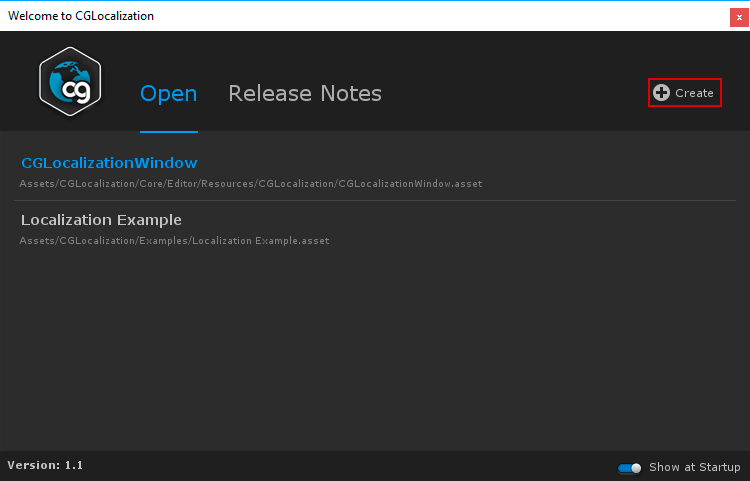 Welcome to CGLocalization
x
cg
Open
Release Notes
Create
CGLocalizationWindow
Assets/CGLocalization/Core/Editor/Resources/CGLocalization/CGLocalizationWindow.asset
Localization Example
Assets/CGLocalization/Examples/Localization Example.asset
Version: 1.1
Show at Startup